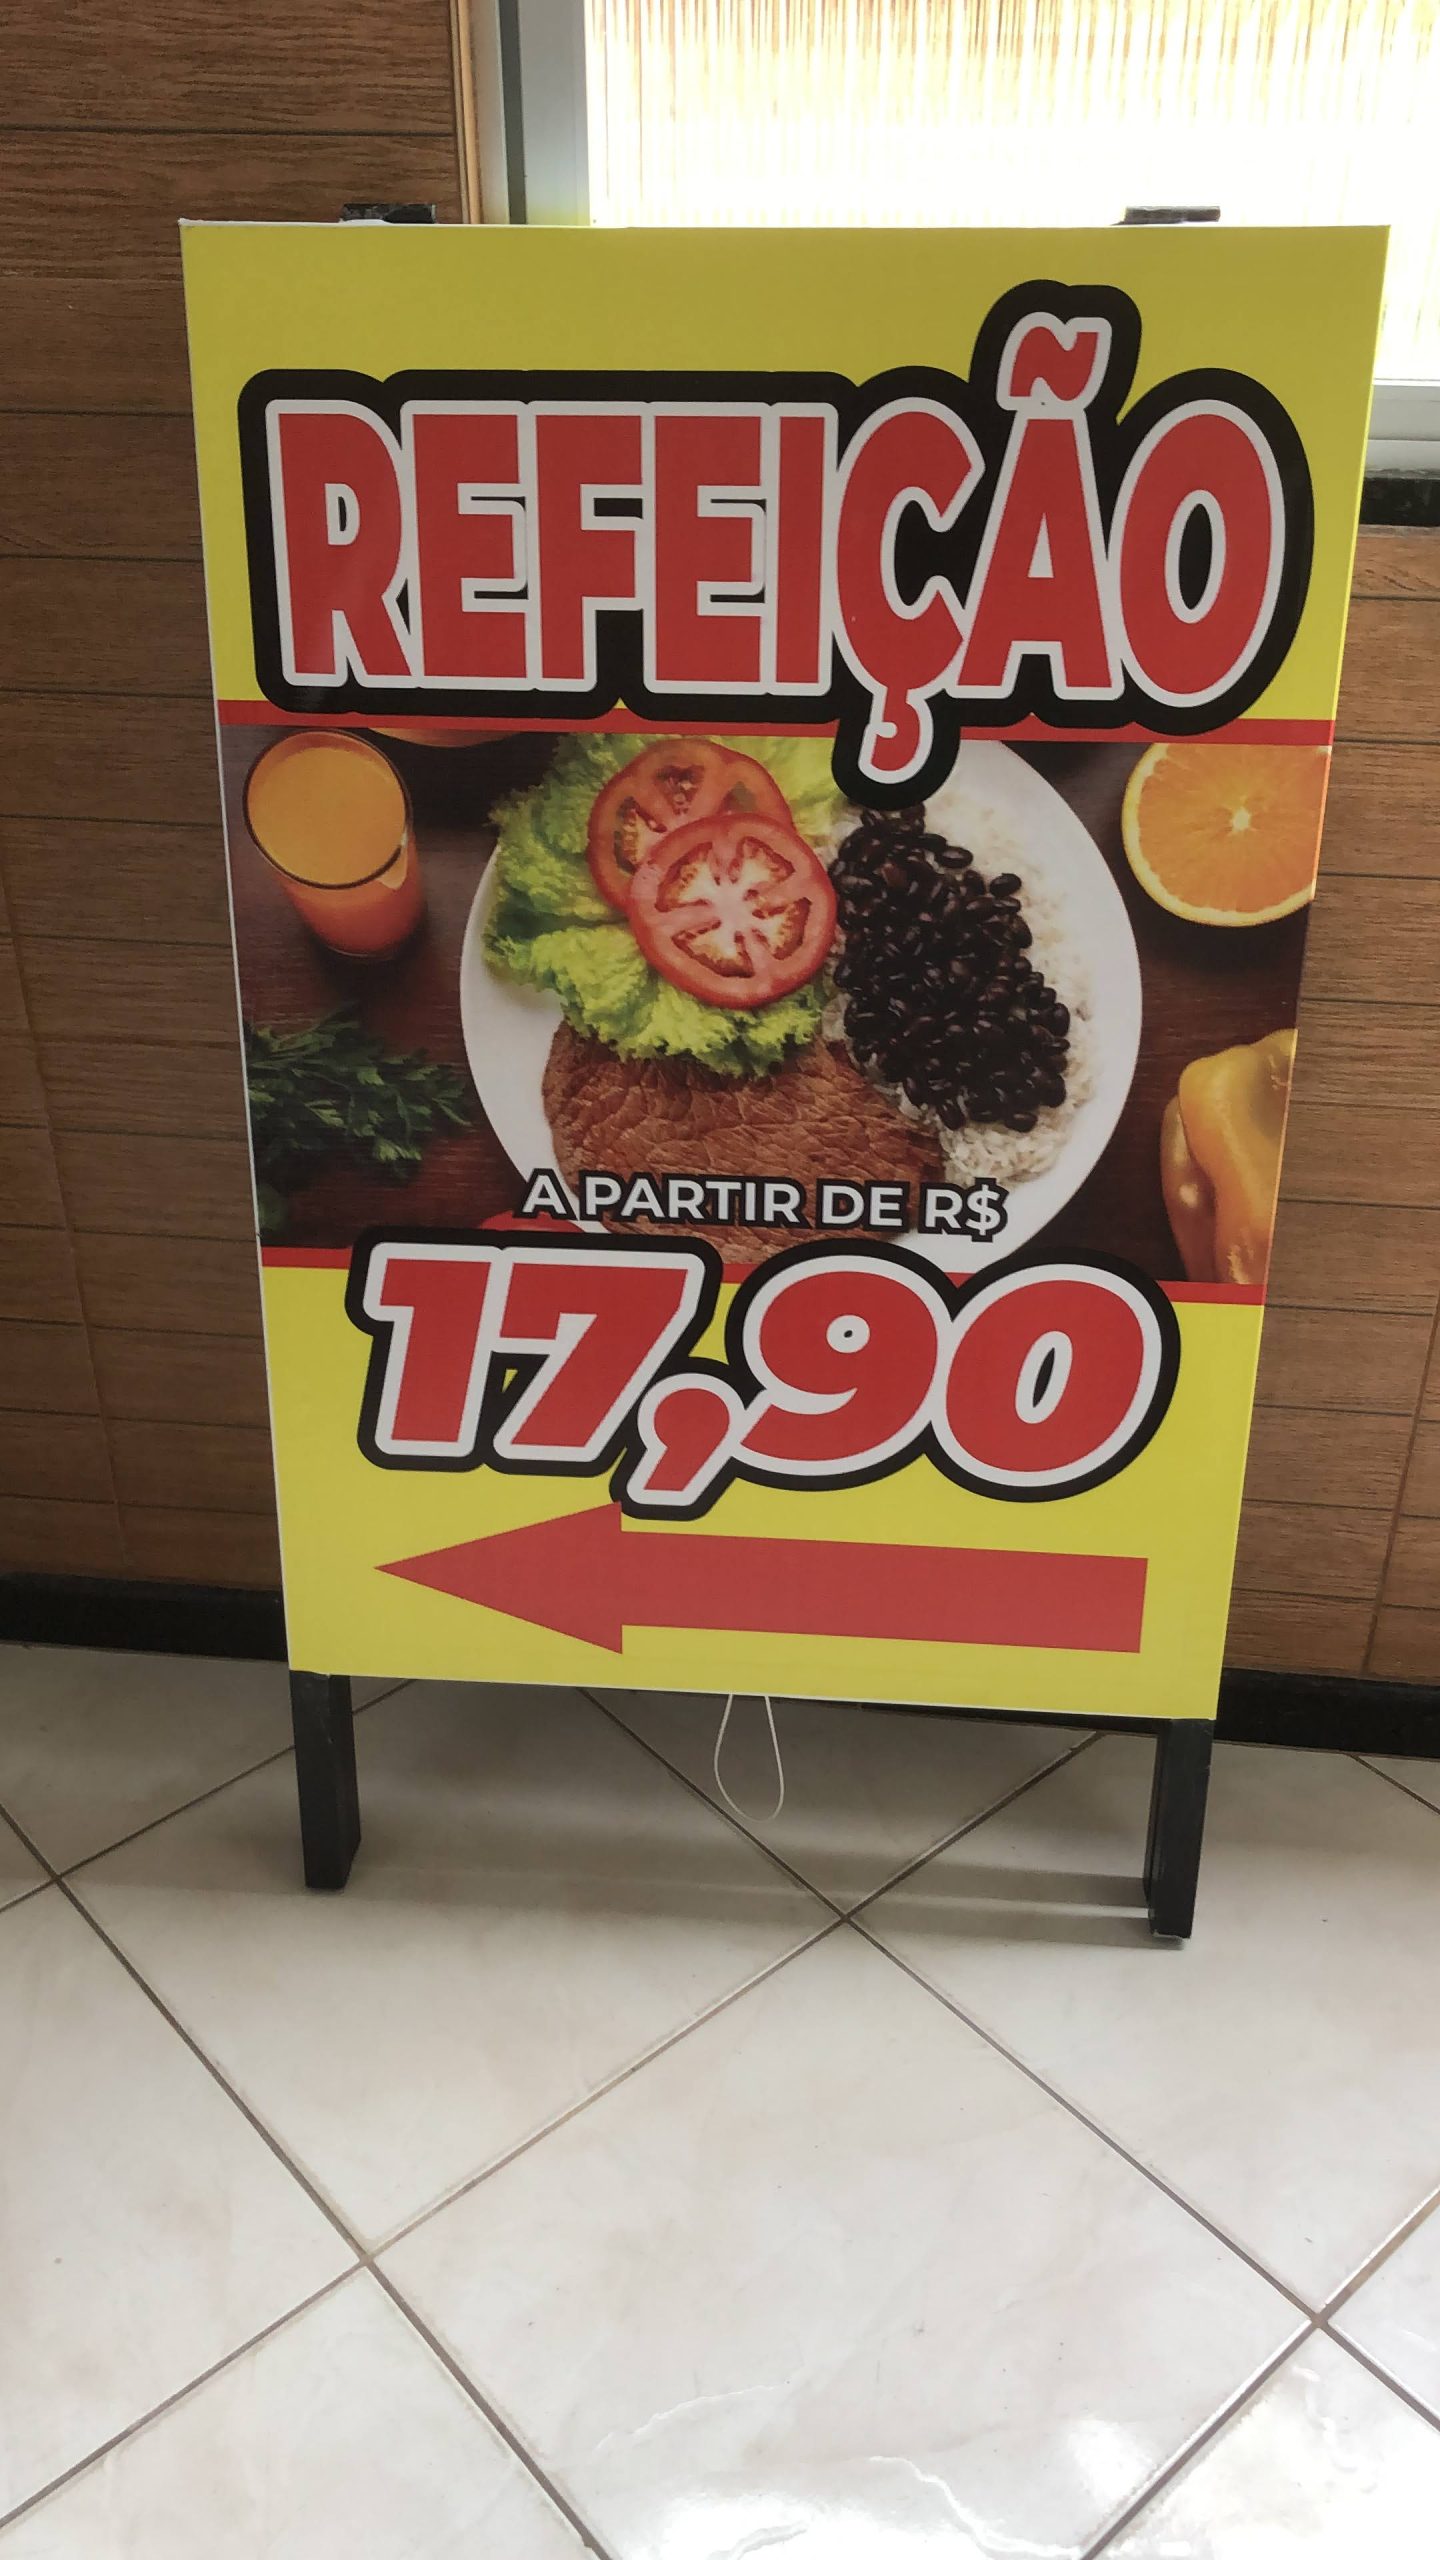 REFEIÇÃO
A PARTIR DE R$
17,90